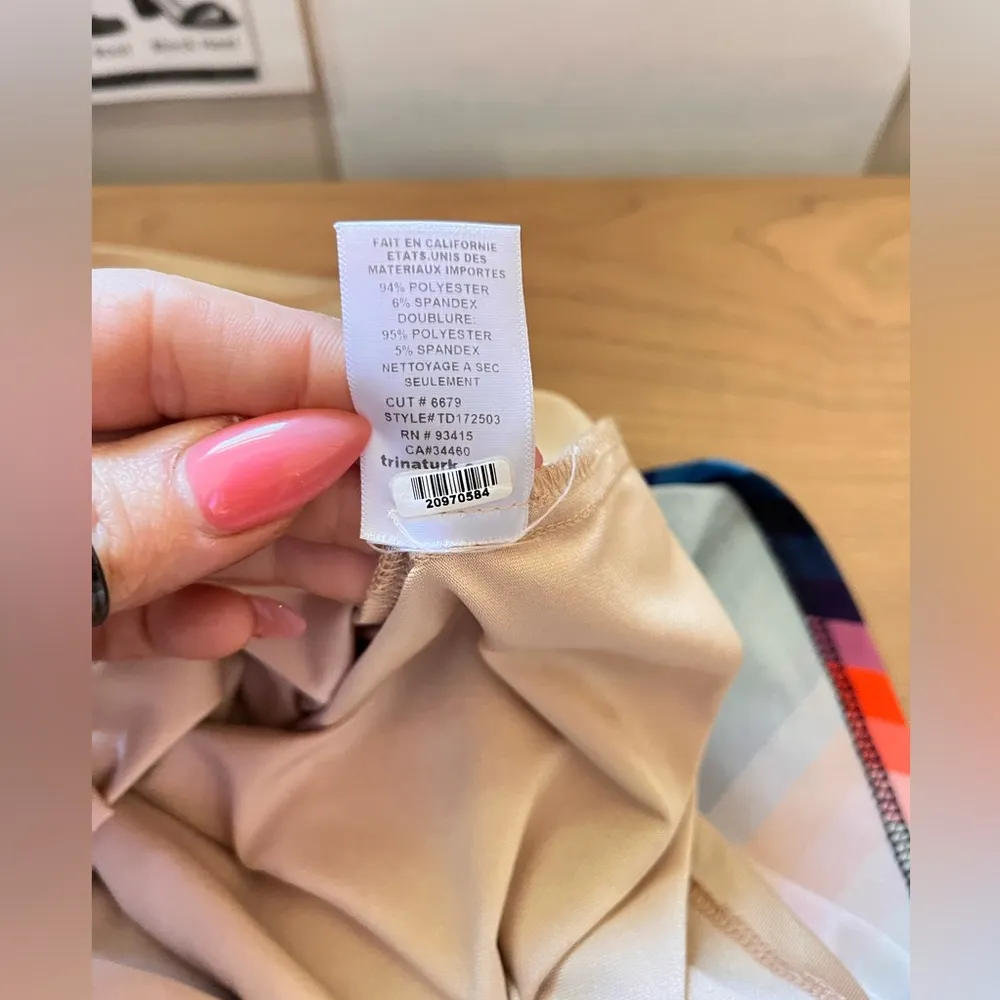 FAIT EN CALIFORNIE
ETATS.UNIS DES
MATERIAUX IMPORTES
94% POLYESTER
6% SPANDEX
DOUBLURE:
95% POLYESTER
5% SPANDEX
NETTOYAGE A SEC
SEULEMENT
CUT # 6679
STYLE#TD172503
RN # 93415
CA#34460
trinaturk
20970584